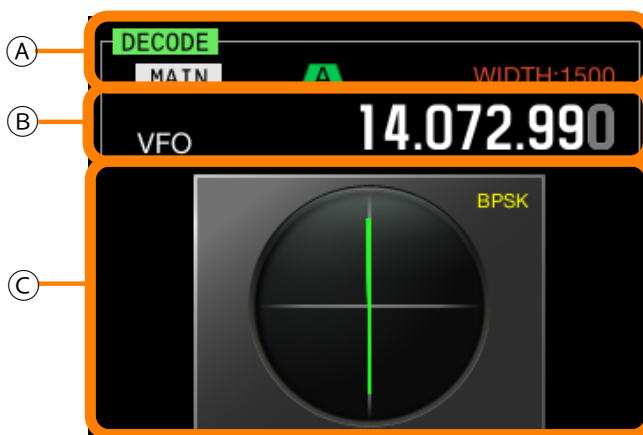 A
DECODE
MAIN A WIDTH:1500
B
VFO 14.072.990
C
BPSK